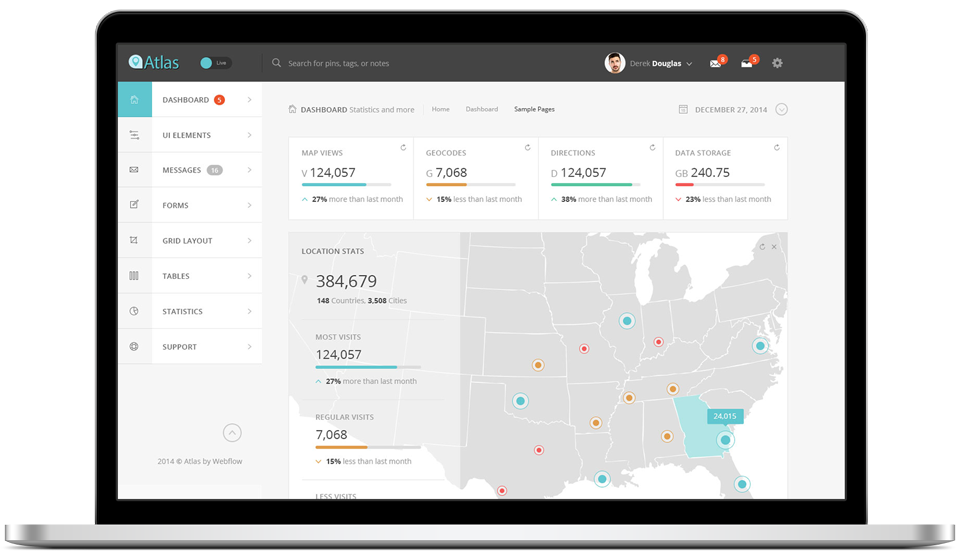 Atlas
Live
Search for pins, tags, or notes
Derek Douglas
8
5
DASHBOARD 5
UI ELEMENTS
MESSAGES 16
FORMS
GRID LAYOUT
TABLES
STATISTICS
SUPPORT
2014 © Atlas by Webflow
DASHBOARD Statistics and more
Home
Dashboard
Sample Pages
DECEMBER 27, 2014
MAP VIEWS
V 124,057
27% more than last month
GEOCODES
G 7,068
15% less than last month
DIRECTIONS
D 124,057
38% more than last month
DATA STORAGE
GB 240.75
23% less than last month
LOCATION STATS
384,679
148 Countries, 3,508 Cities
MOST VISITS
124,057
27% more than last month
REGULAR VISITS
7,068
15% less than last month
LESS VISITS
24,015